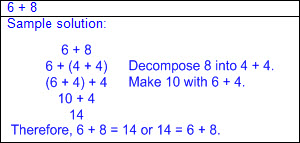 6 + 8
Sample solution:
6 + 8
6 + (4 + 4) Decompose 8 into 4 + 4.
(6 + 4) + 4 Make 10 with 6 + 4.
10 + 4
14
Therefore, 6 + 8 = 14 or 14 = 6 + 8.